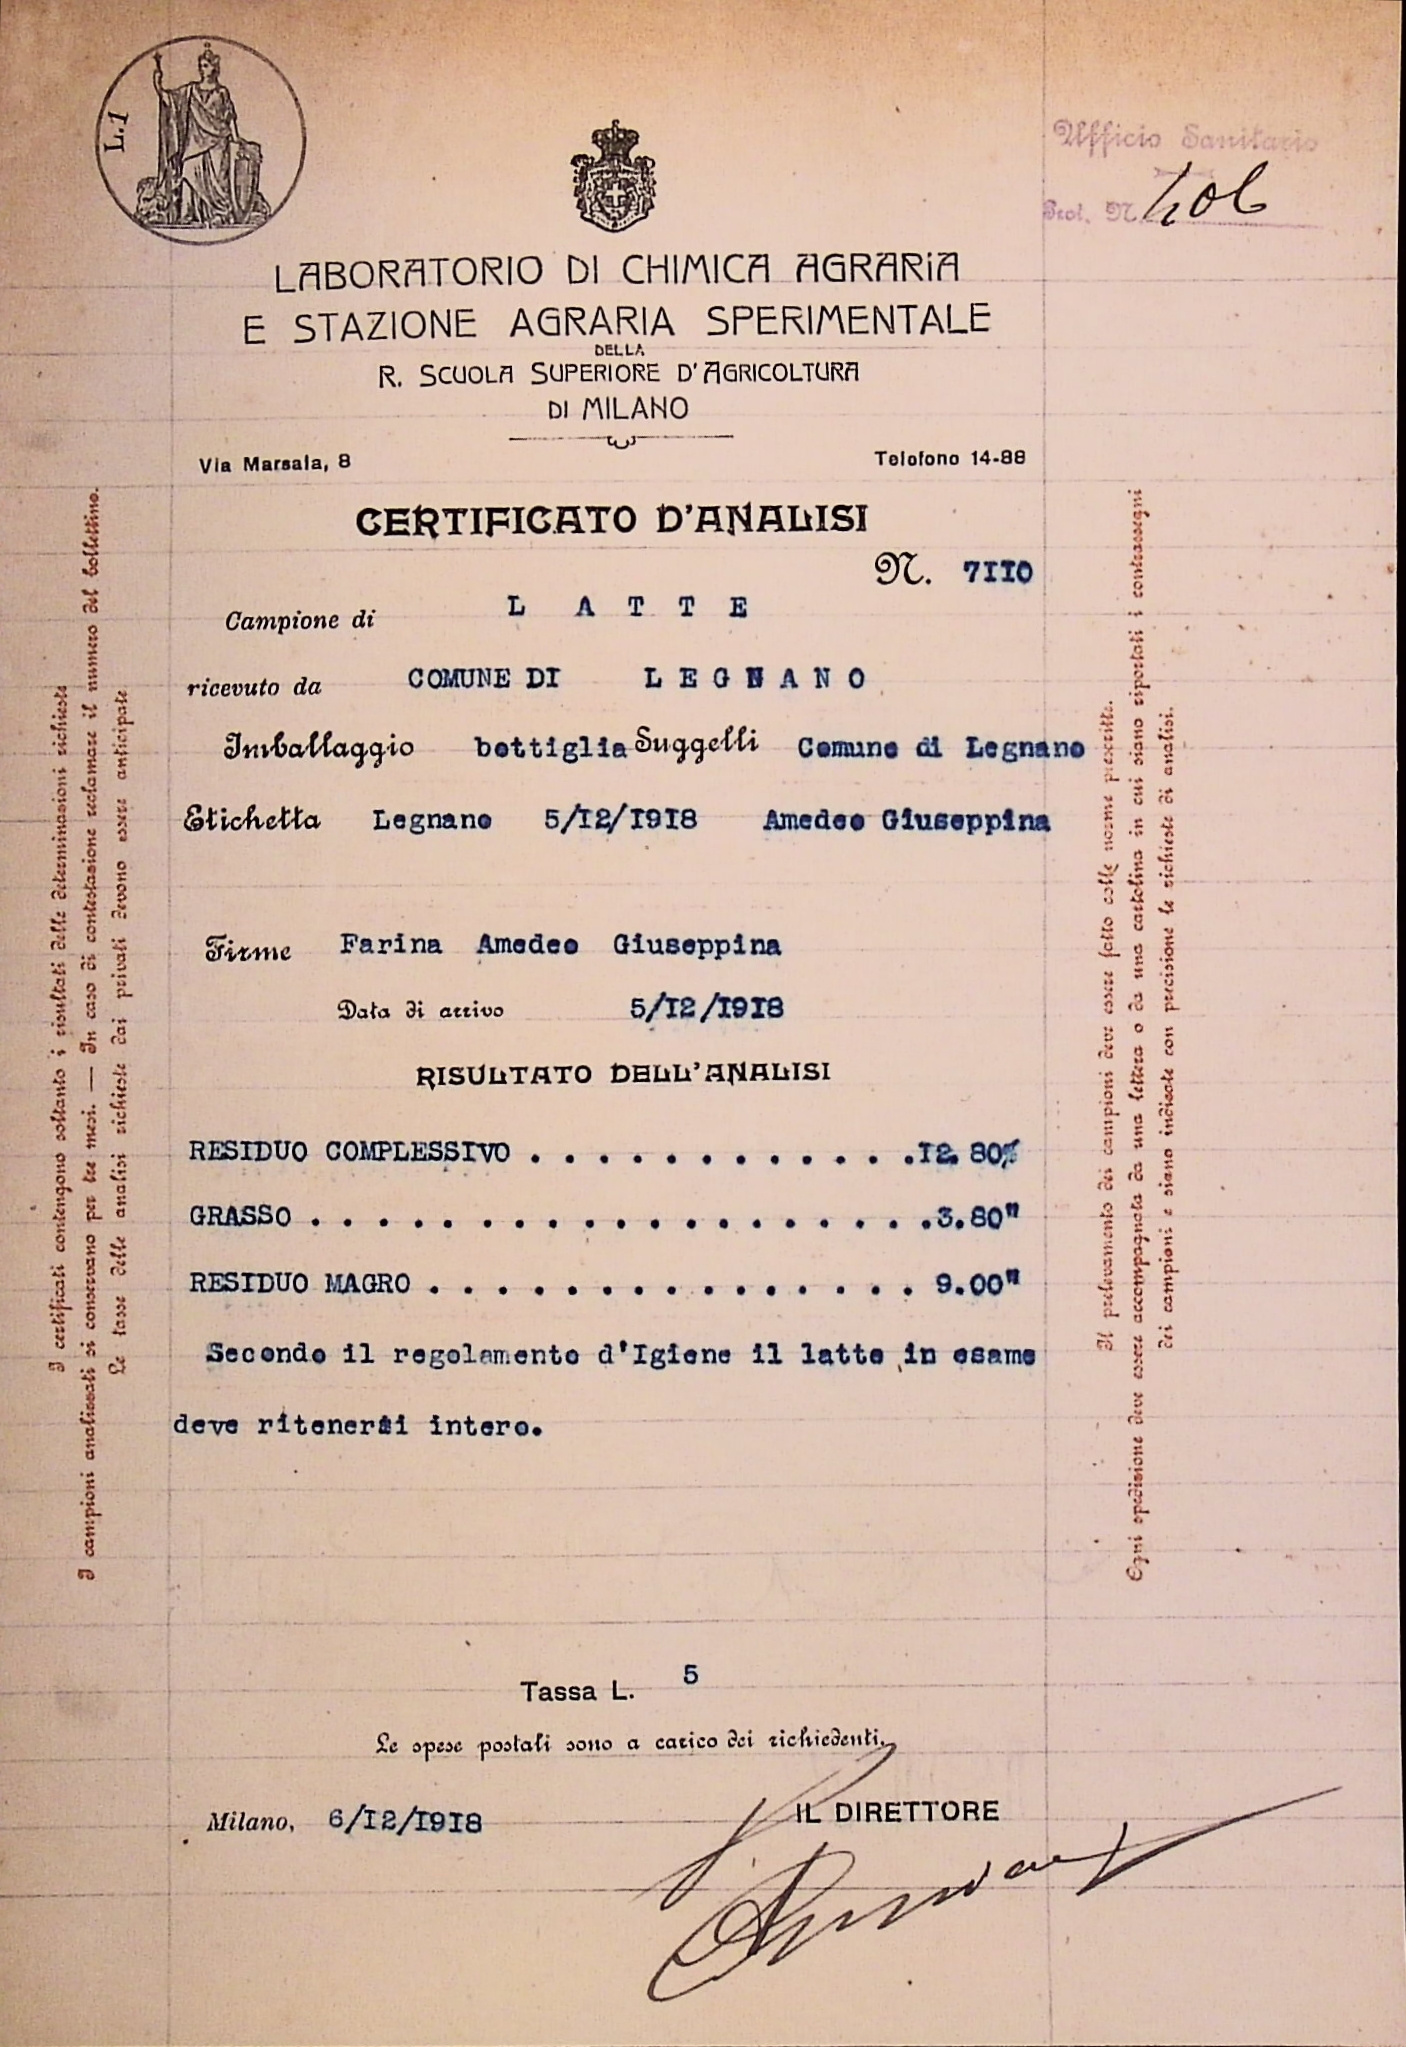 L.1
Ufficio Sanitario
Prot. N. 406
LABORATORIO DI CHIMICA AGRARIA
E STAZIONE AGRARIA SPERIMENTALE
DELLA
R. SCUOLA SUPERIORE D'AGRICOLTURA
DI MILANO
Via Marsala, 8
Telefono 14-88
CERTIFICATO D'ANALISI
N. 7110
Campione di L A T T E
ricevuto da COMUNE DI L E G N A N O
Imballaggio bottiglia Suggelli Comune di Legnano
Etichetta Legnano 5/12/1918 Amedeo Giuseppina
Firme Farina Amedeo Giuseppina
Data di arrivo 5/12/1918
RISULTATO DELL'ANALISI
RESIDUO COMPLESSIVO . . . . . . . . . . . . .12.80%
GRASSO . . . . . . . . . . . . . . . . . . . .3.80"
RESIDUO MAGRO . . . . . . . . . . . . . . . 9.00"
Secondo il regolamento d'Igiene il latte in esame
deve ritenersi intero.
Tassa L. 5
Le spese postali sono a carico dei richiedenti.
Milano, 6/12/1918
IL DIRETTORE
I certificati contengono soltanto i risultati delle determinazioni richieste
I campioni analizzati si conservano per tre mesi. — In caso di contestazione reclamare il numero del bollettino.
Le tasse delle analisi richieste dai privati devono essere anticipate
Il prelevamento dei campioni deve essere fatto colle norme prescritte.
Ogni spedizione deve essere accompagnata da una lettera o da una cartolina in cui siano riportati i contrassegni
dei campioni e siano indicate con precisione le richieste di analisi.